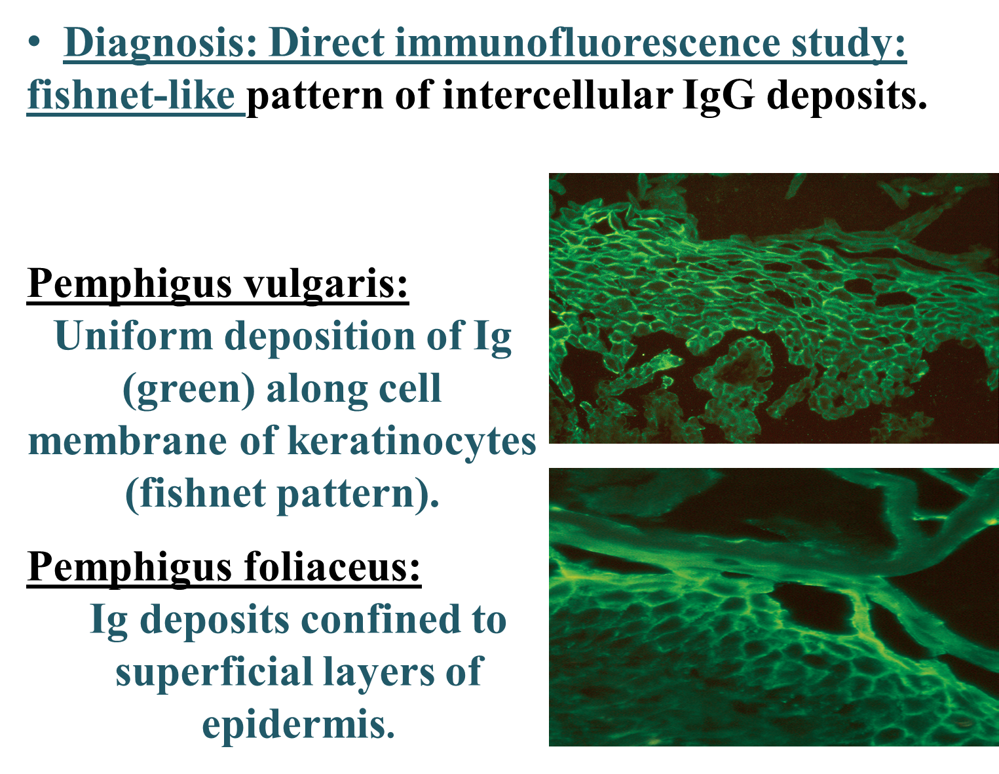 • Diagnosis: Direct immunofluorescence study:
fishnet-like pattern of intercellular IgG deposits.
Pemphigus vulgaris:
Uniform deposition of Ig
(green) along cell
membrane of keratinocytes
(fishnet pattern).
Pemphigus foliaceus:
Ig deposits confined to
superficial layers of
epidermis.